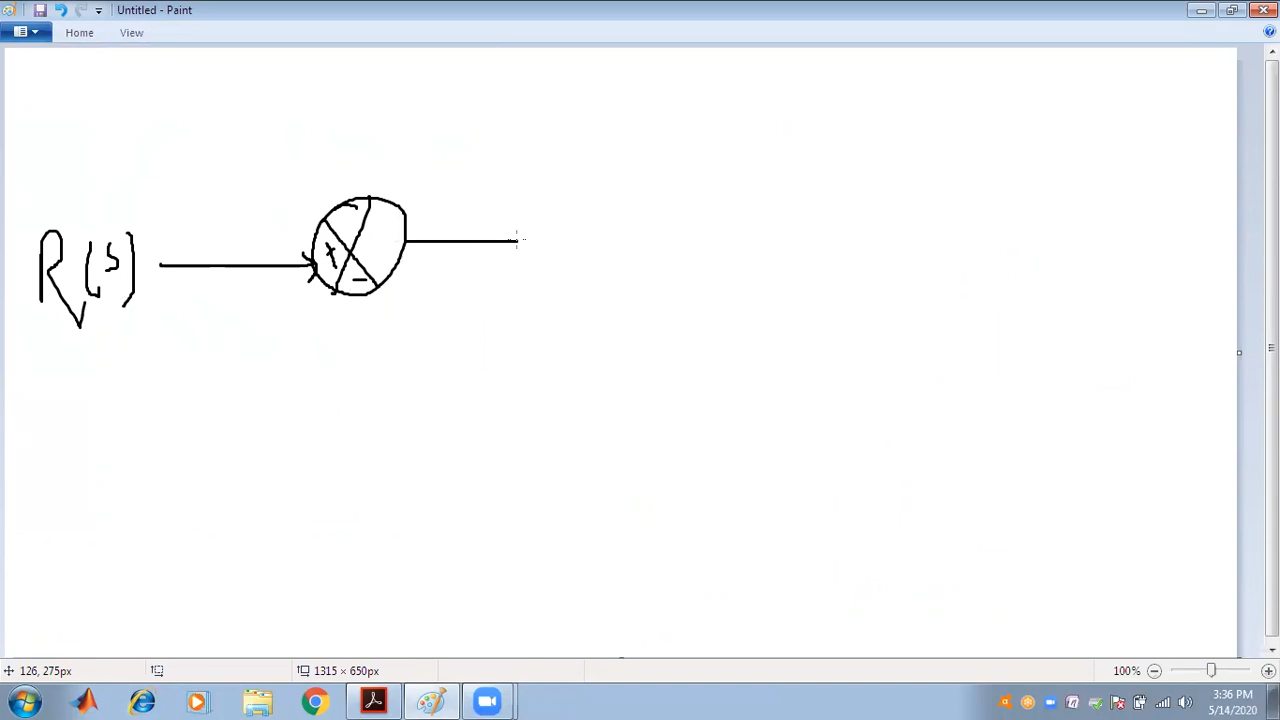 Untitled - Paint
Home View
R(s)
+
-
126, 275px 1315 × 650px 100%
3:36 PM
5/14/2020